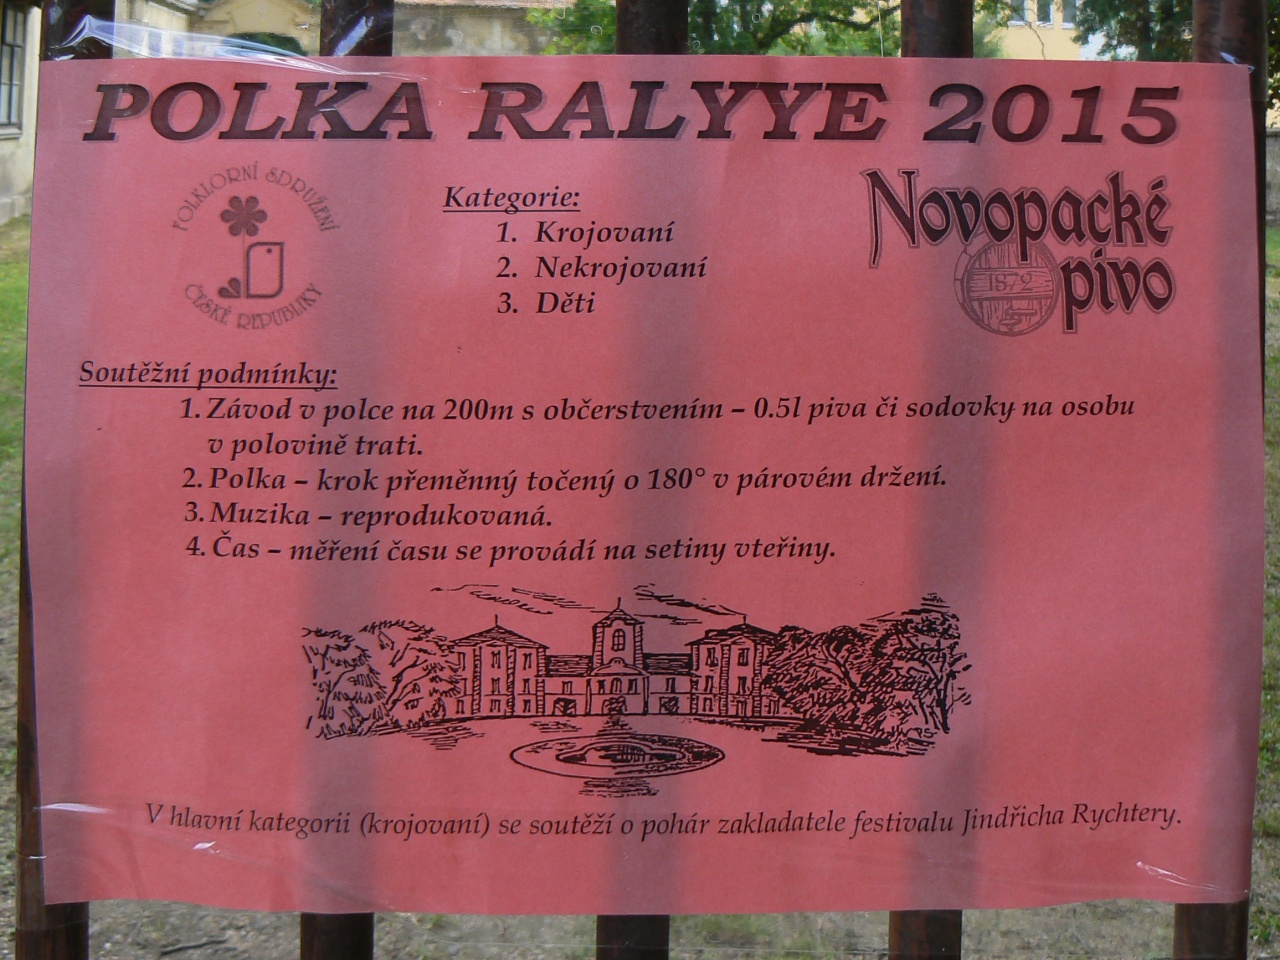 POLKA RALYYE 2015
FOLKLORNÍ SDRUŽENÍ
ČESKÉ REPUBLIKY
Kategorie:
1. Krojovaní
2. Nekrojovaní
3. Děti
Novopacké
pivo
1872
Soutěžní podmínky:
1. Závod v polce na 200m s občerstvením – 0.5l piva či sodovky na osobu
v polovině trati.
2. Polka – krok přeměnný točený o 180° v párovém držení.
3. Muzika – reprodukovaná.
4. Čas – měření času se provádí na setiny vteřiny.
V hlavní kategorii (krojovaní) se soutěží o pohár zakladatele festivalu Jindřicha Rychtery.